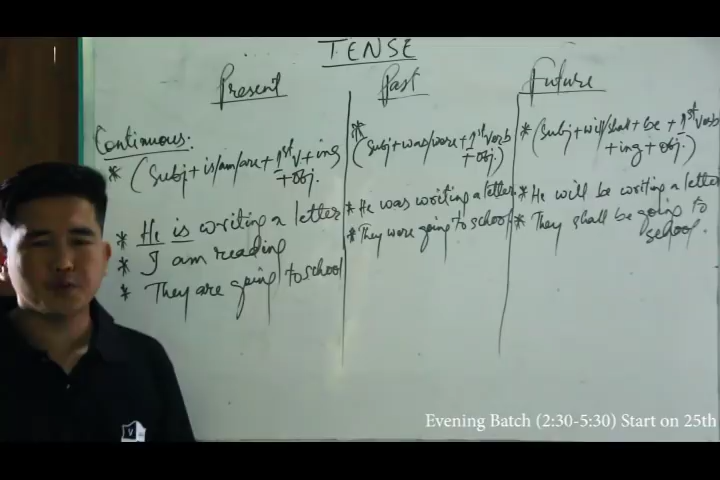 TENSE
Present
Past
Future
Continuous:
* (Subj + is/am/are + 1st V + ing
+ obj.
* He is writing a letter
* I am reading
* They are going to school
*
(Subj + was/were + 1st Verb
+ obj.)
* He was writing a letter
* They were going to school
* (Subj + will/shall + be + 1st Verb
+ ing + obj.)
* He will be writing a letter
* They shall be going to
school.
V
Evening Batch (2:30-5:30) Start on 25th